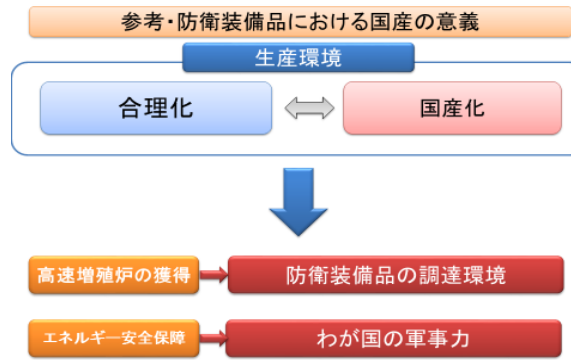 参考・防衛装備品における国産の意義
生産環境
合理化
国産化
高速増殖炉の獲得
防衛装備品の調達環境
エネルギー安全保障
わが国の軍事力